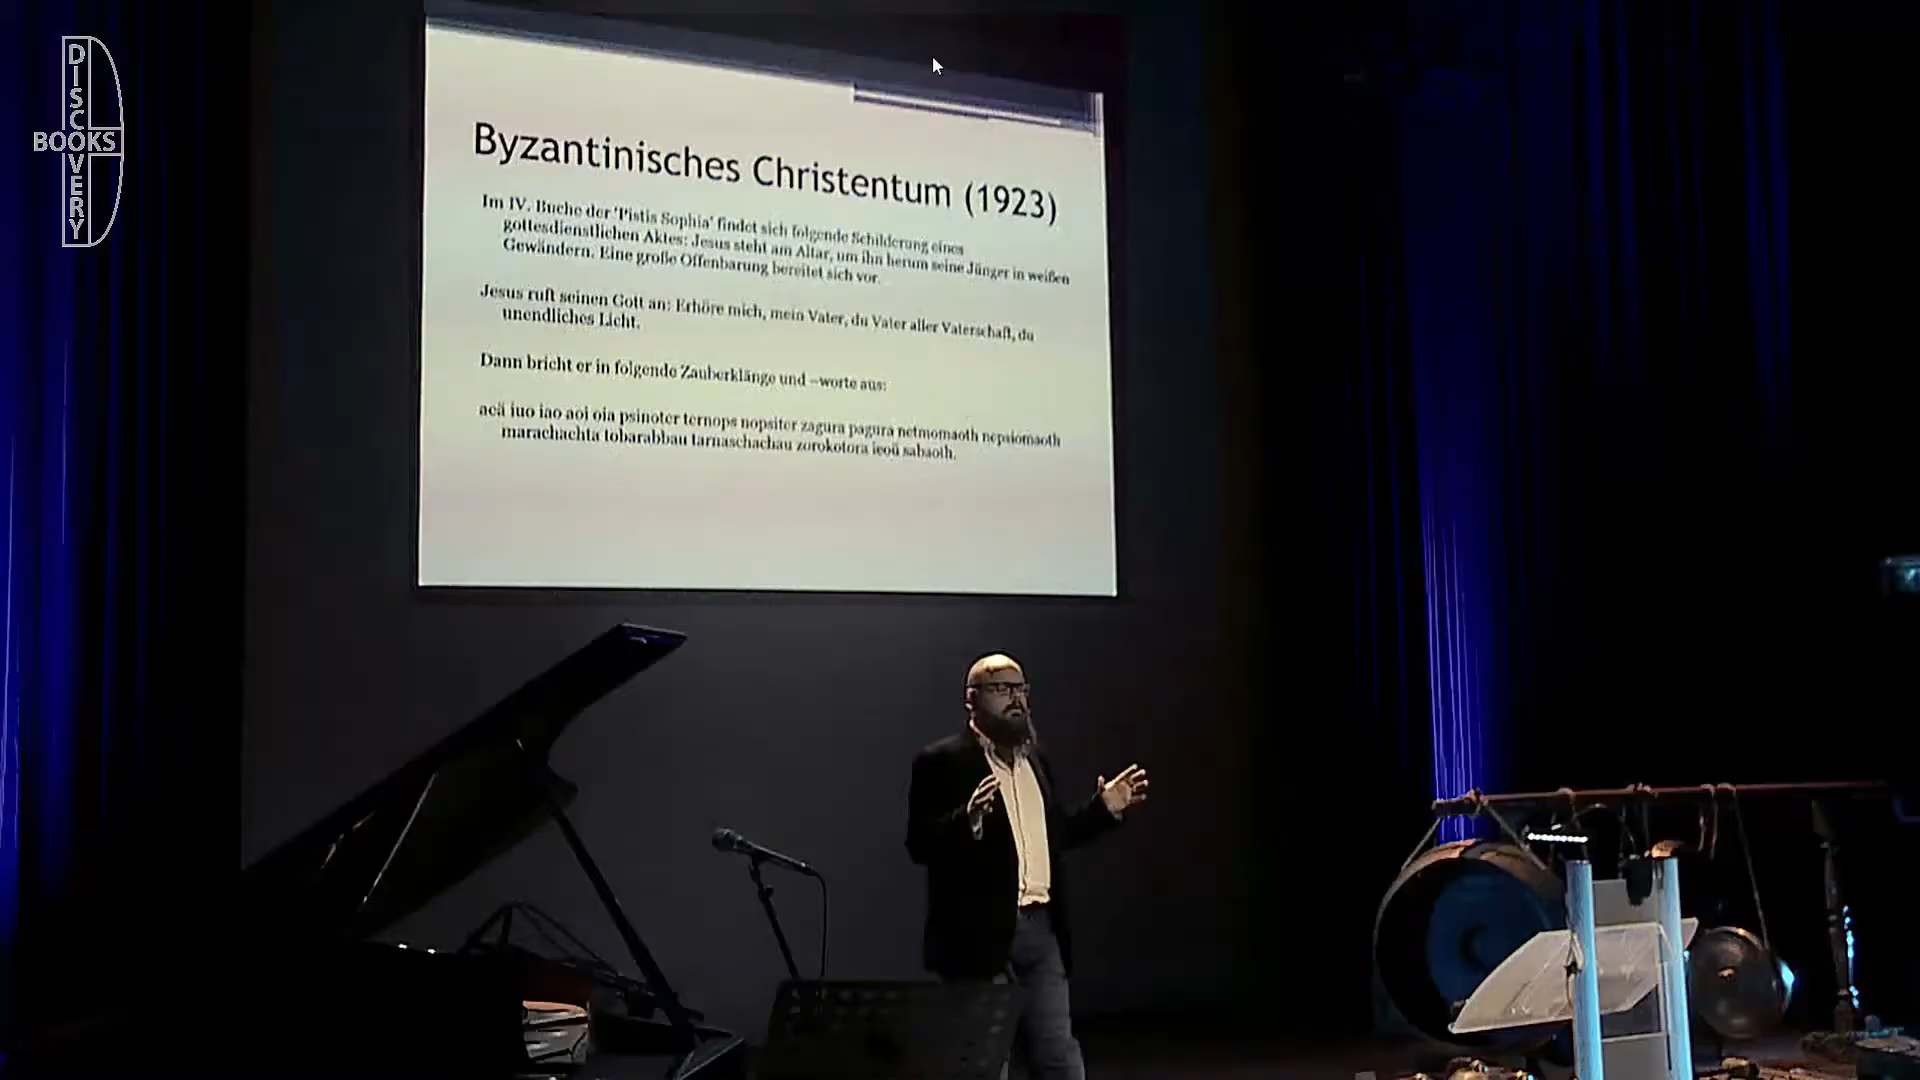 DISCOVERY
BOOKS
Byzantinisches Christentum (1923)
Im IV. Buche der 'Pistis Sophia' findet sich folgende Schilderung eines
gottesdienstlichen Aktes: Jesus steht am Altar, um ihn herum seine Jünger in weißen
Gewändern. Eine große Offenbarung bereitet sich vor.
Jesus ruft seinen Gott an: Erhöre mich, mein Vater, du Vater aller Vaterschaft, du
unendliches Licht.
Dann bricht er in folgende Zauberklänge und –worte aus:
aeä iuo iao aoi oia psinoter ternops nopsiter zagura pagura netmomaoth nepsiomaoth
marachachta tobarabbau tarnaschachau zorokotora ieoü sabaoth.